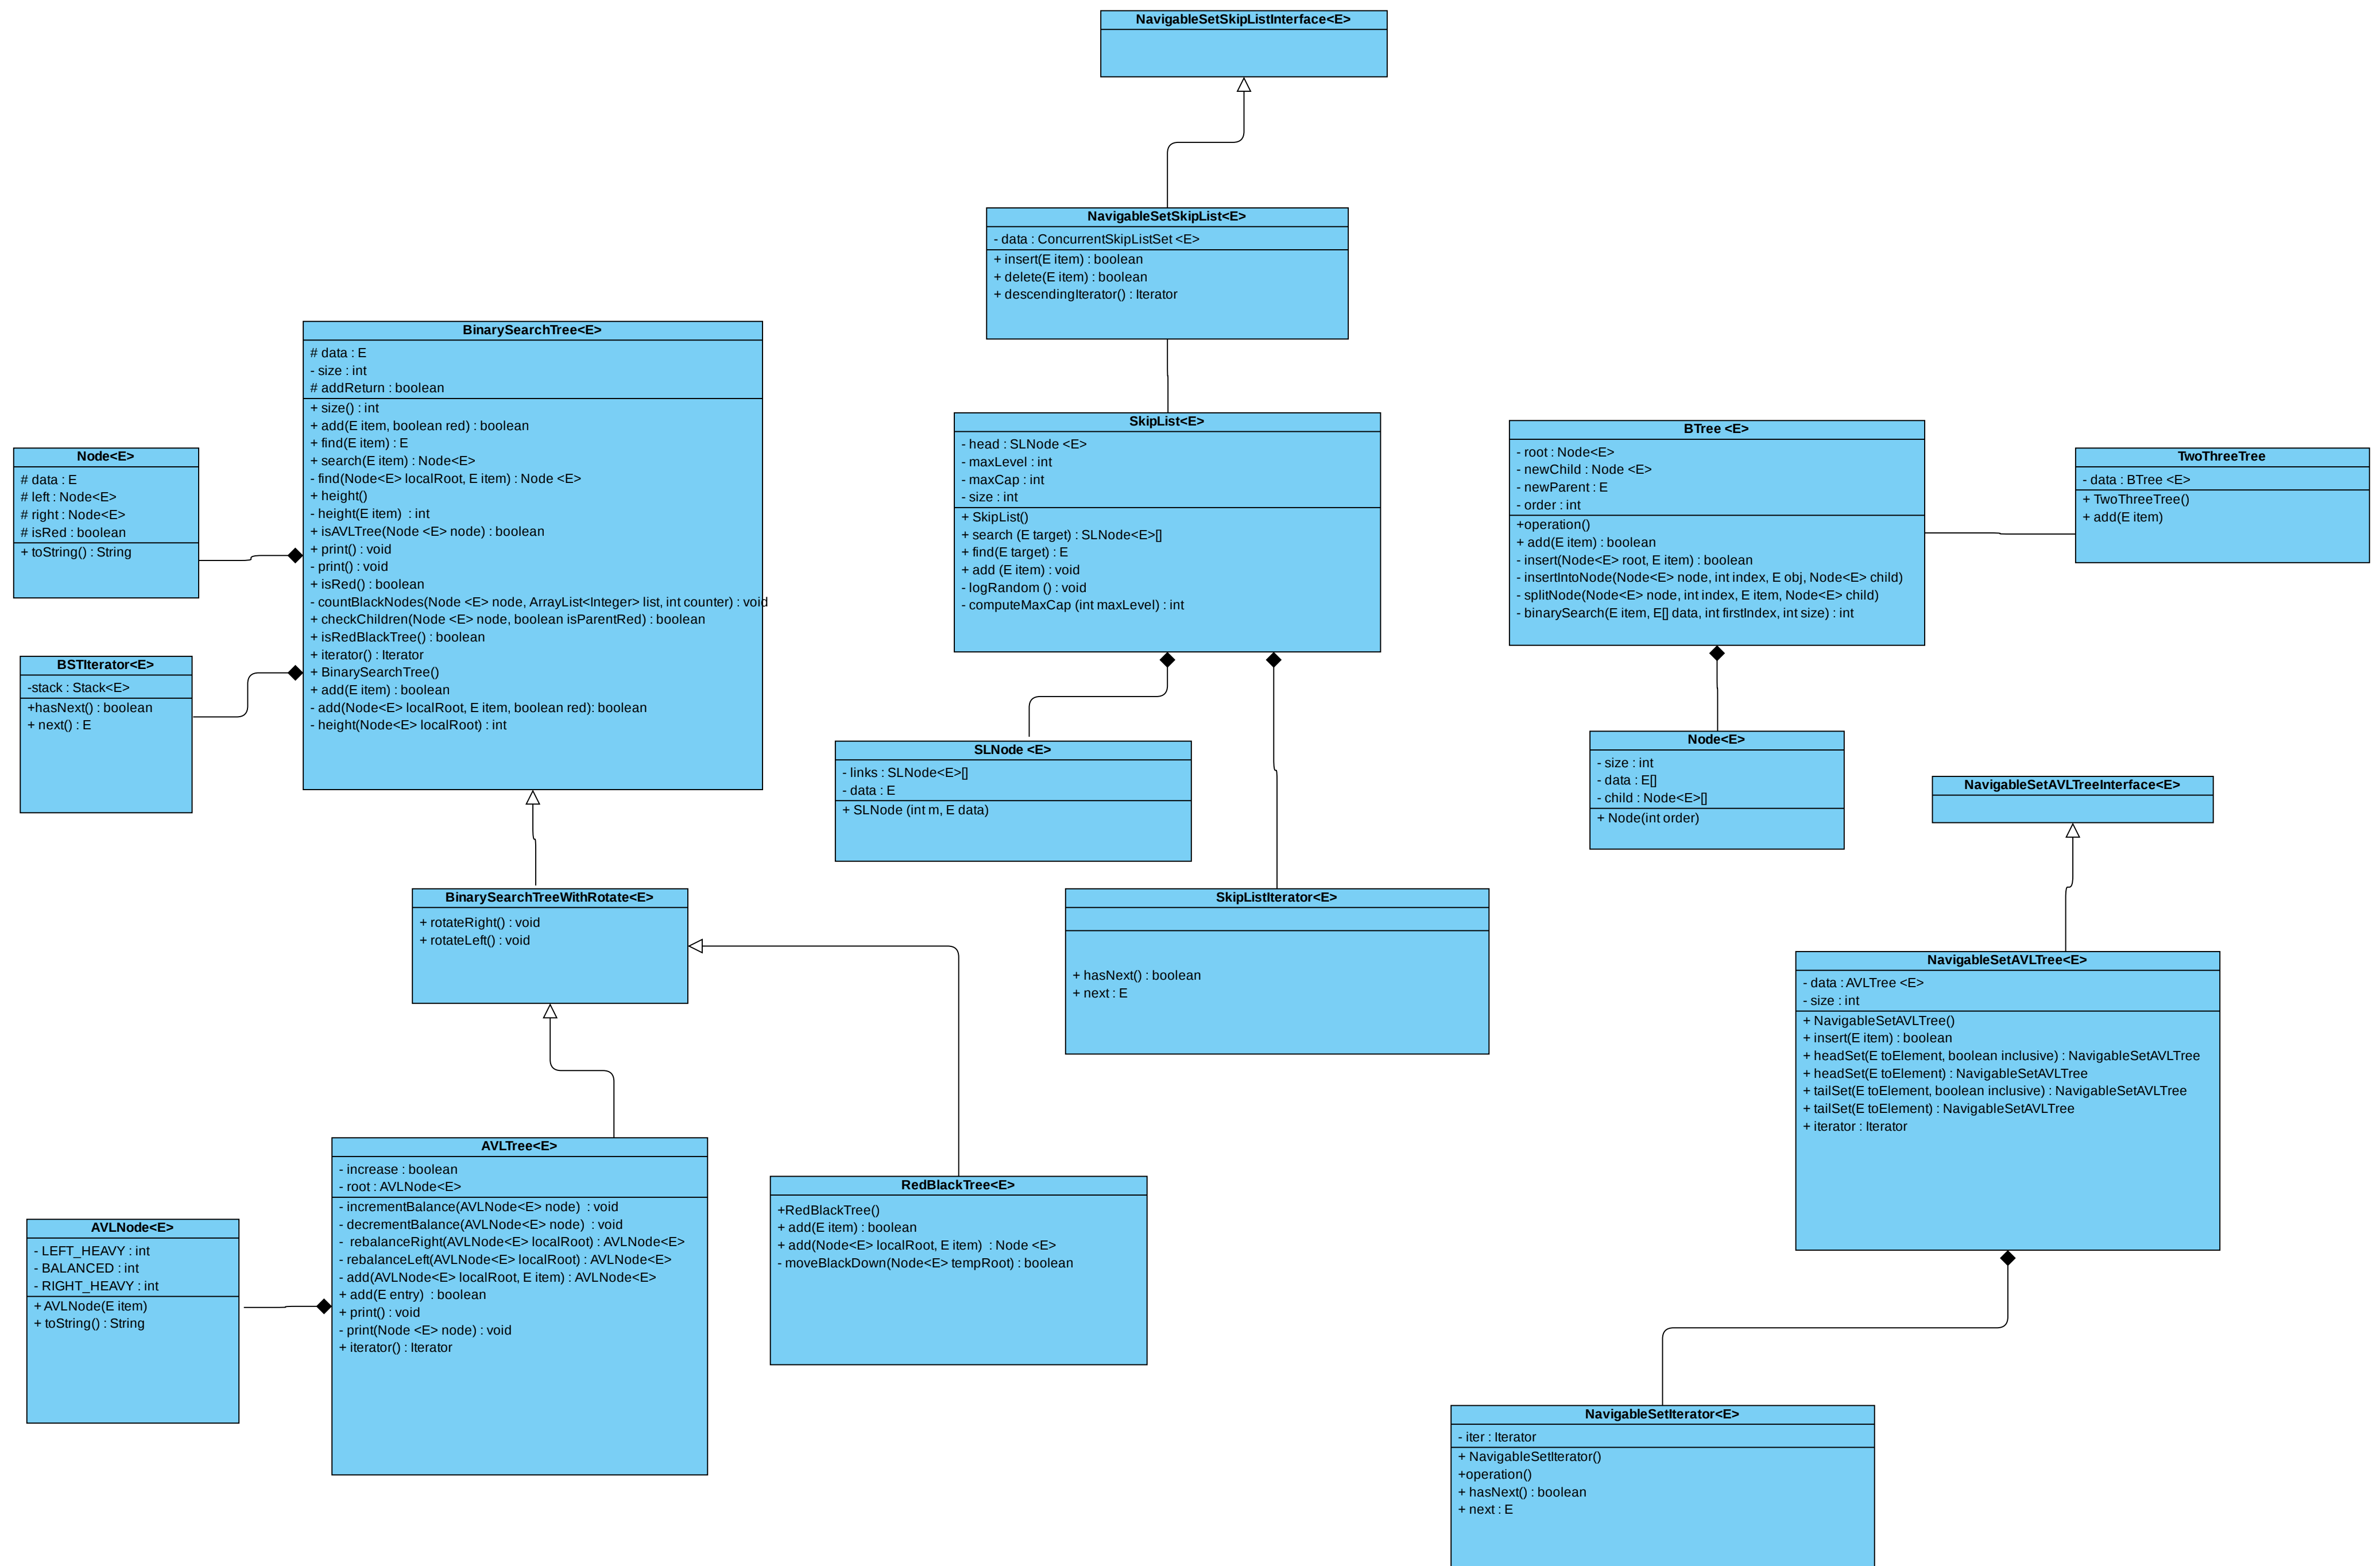 NavigableSetSkipListInterface<E>
NavigableSetSkipList<E>
- data : ConcurrentSkipListSet <E>
+ insert(E item) : boolean
+ delete(E item) : boolean
+ descendingIterator() : Iterator
BinarySearchTree<E>
# data : E
- size : int
# addReturn : boolean
+ size() : int
+ add(E item, boolean red) : boolean
+ find(E item) : E
+ search(E item) : Node<E>
- find(Node<E> localRoot, E item) : Node <E>
+ height()
- height(E item)  : int
+ isAVLTree(Node <E> node) : boolean
+ print() : void
- print() : void
+ isRed() : boolean
- countBlackNodes(Node <E> node, ArrayList<Integer> list, int counter) : void
+ checkChildren(Node <E> node, boolean isParentRed) : boolean
+ isRedBlackTree() : boolean
+ iterator() : Iterator
+ BinarySearchTree()
+ add(E item) : boolean
- add(Node<E> localRoot, E item, boolean red): boolean
- height(Node<E> localRoot) : int
Node<E>
# data : E
# left : Node<E>
# right : Node<E>
# isRed : boolean
+ toString() : String
BSTIterator<E>
-stack : Stack<E>
+hasNext() : boolean
+ next() : E
SkipList<E>
- head : SLNode <E>
- maxLevel : int
- maxCap : int
- size : int
+ SkipList()
+ search (E target) : SLNode<E>[]
+ find(E target) : E
+ add (E item) : void
- logRandom () : void
- computeMaxCap (int maxLevel) : int
BTree <E>
- root : Node<E>
- newChild : Node <E>
- newParent : E
- order : int
+operation()
+ add(E item) : boolean
- insert(Node<E> root, E item) : boolean
- insertIntoNode(Node<E> node, int index, E obj, Node<E> child)
- splitNode(Node<E> node, int index, E item, Node<E> child)
- binarySearch(E item, E[] data, int firstIndex, int size) : int
TwoThreeTree
- data : BTree <E>
+ TwoThreeTree()
+ add(E item)
SLNode <E>
- links : SLNode<E>[]
- data : E
+ SLNode (int m, E data)
Node<E>
- size : int
- data : E[]
- child : Node<E>[]
+ Node(int order)
NavigableSetAVLTreeInterface<E>
BinarySearchTreeWithRotate<E>
+ rotateRight() : void
+ rotateLeft() : void
SkipListIterator<E>
+ hasNext() : boolean
+ next : E
NavigableSetAVLTree<E>
- data : AVLTree <E>
- size : int
+ NavigableSetAVLTree()
+ insert(E item) : boolean
+ headSet(E toElement, boolean inclusive) : NavigableSetAVLTree
+ headSet(E toElement) : NavigableSetAVLTree
+ tailSet(E toElement, boolean inclusive) : NavigableSetAVLTree
+ tailSet(E toElement) : NavigableSetAVLTree
+ iterator : Iterator
AVLTree<E>
- increase : boolean
- root : AVLNode<E>
- incrementBalance(AVLNode<E> node)  : void
- decrementBalance(AVLNode<E> node)  : void
-  rebalanceRight(AVLNode<E> localRoot) : AVLNode<E>
- rebalanceLeft(AVLNode<E> localRoot) : AVLNode<E>
- add(AVLNode<E> localRoot, E item) : AVLNode<E>
+ add(E entry)  : boolean
+ print() : void
- print(Node <E> node) : void
+ iterator() : Iterator
RedBlackTree<E>
+RedBlackTree()
+ add(E item) : boolean
+ add(Node<E> localRoot, E item)  : Node <E>
- moveBlackDown(Node<E> tempRoot) : boolean
AVLNode<E>
- LEFT_HEAVY : int
- BALANCED : int
- RIGHT_HEAVY : int
+ AVLNode(E item)
+ toString() : String
NavigableSetIterator<E>
- iter : Iterator
+ NavigableSetIterator()
+operation()
+ hasNext() : boolean
+ next : E